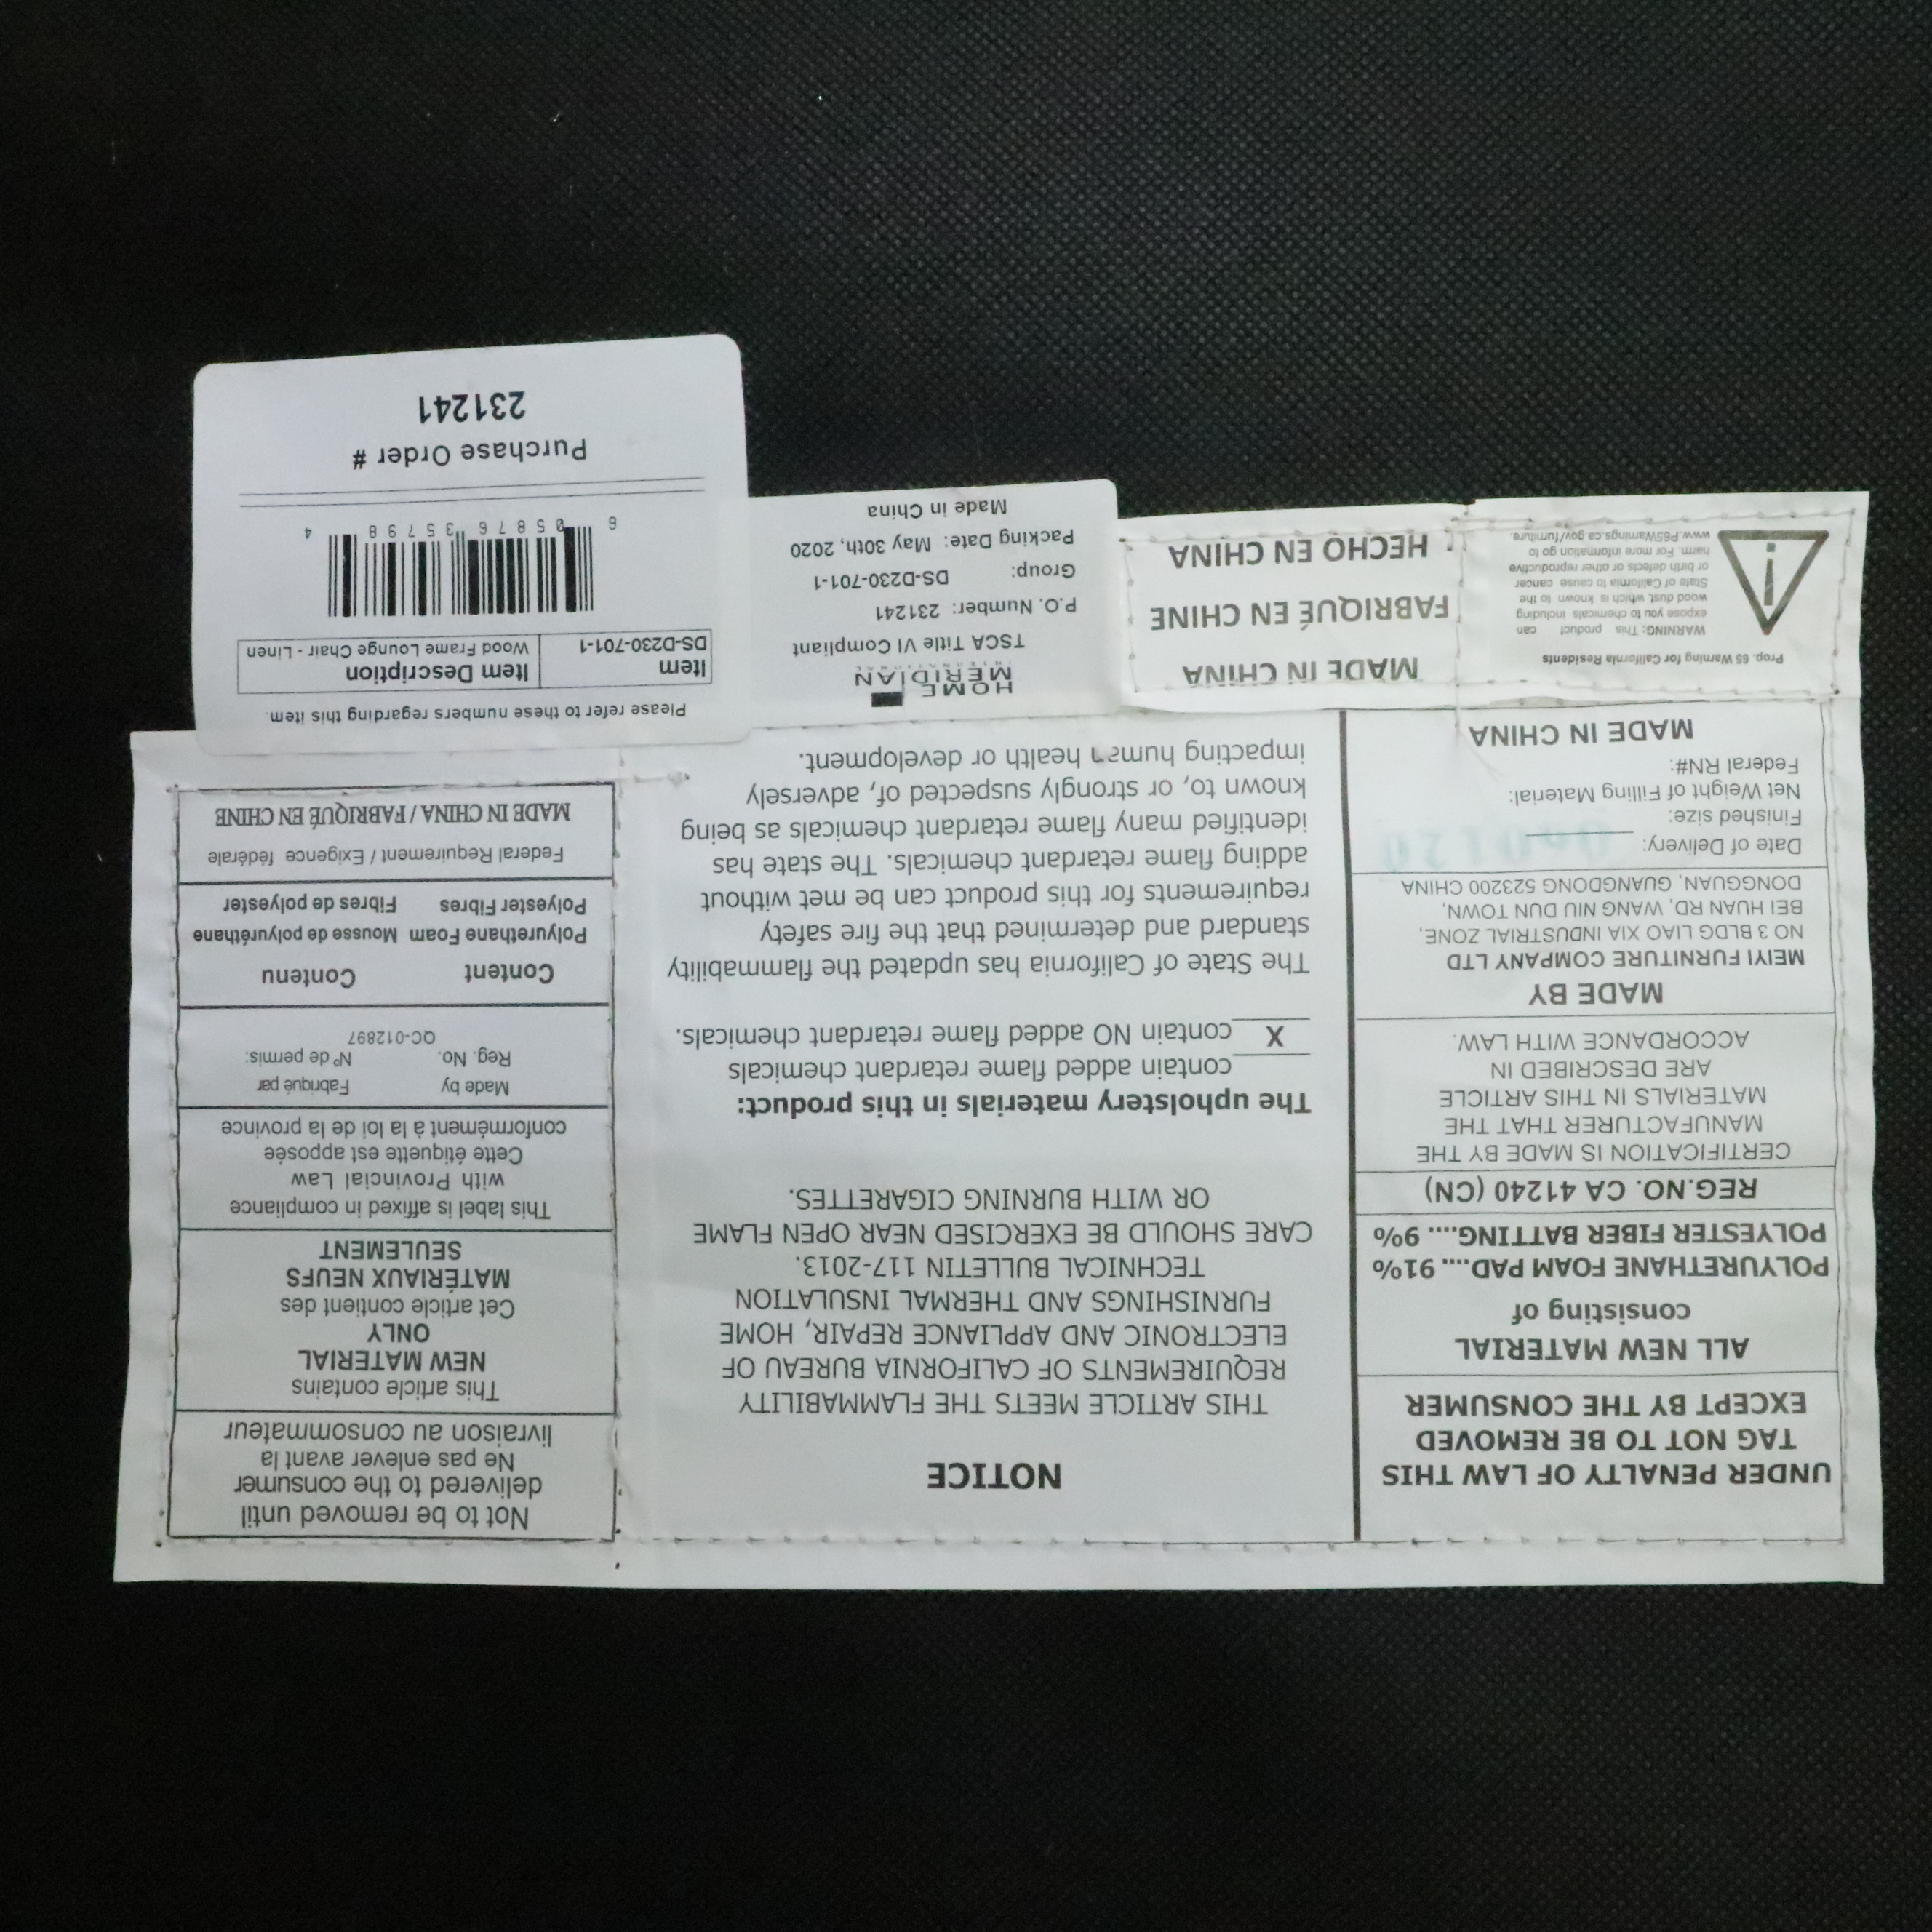 UNDER PENALTY OF LAW THIS
TAG NOT TO BE REMOVED
EXCEPT BY THE CONSUMER
ALL NEW MATERIAL
consisting of
POLYURETHANE FOAM PAD.... 91%
POLYESTER FIBER BATTING.... 9%
REG.NO. CA 41240 (CN)
CERTIFICATION IS MADE BY THE
MANUFACTURER THAT THE
MATERIALS IN THIS ARTICLE
ARE DESCRIBED IN
ACCORDANCE WITH LAW.
MADE BY
MEIYI FURNITURE COMPANY LTD
NO 3 BLDG LIAO XIA INDUSTRIAL ZONE,
BEI HUAN RD, WANG NIU DUN TOWN,
DONGGUAN, GUANGDONG 523200 CHINA
Date of Delivery:
Finished size:
Net Weight of Filling Material:
Federal RN#:
MADE IN CHINA
NOTICE
THIS ARTICLE MEETS THE FLAMMABILITY
REQUIREMENTS OF CALIFORNIA BUREAU OF
ELECTRONIC AND APPLIANCE REPAIR, HOME
FURNISHINGS AND THERMAL INSULATION
TECHNICAL BULLETIN 117-2013.
CARE SHOULD BE EXERCISED NEAR OPEN FLAME
OR WITH BURNING CIGARETTES.
The upholstery materials in this product:
contain added flame retardant chemicals
X contain NO added flame retardant chemicals.
The State of California has updated the flammability
standard and determined that the fire safety
requirements for this product can be met without
adding flame retardant chemicals. The state has
identified many flame retardant chemicals as being
known to, or strongly suspected of, adversely
impacting human health or development.
Not to be removed until
delivered to the consumer
Ne pas enlever avant la
livraison au consommateur
This article contains
NEW MATERIAL
ONLY
Cet article contient des
MATÉRIAUX NEUFS
SEULEMENT
This label is affixed in compliance
with Provincial Law
Cette étiquette est apposée
conformément à la loi de la province
Made by Fabriqué par
Reg. No. Nº de permis:
QC-012897
Content Contenu
Polyurethane Foam Mousse de polyuréthane
Polyester Fibres Fibres de polyester
Federal Requirement / Exigence fédérale
MADE IN CHINA / FABRIQUÉ EN CHINE
Prop. 65 Warning for California Residents
WARNING: This product can
expose you to chemicals including
wood dust, which is known to the
State of California to cause cancer
or birth defects or other reproductive
harm. For more information go to
www.P65Warnings.ca.gov/furniture.
MADE IN CHINA
FABRIQUÉ EN CHINE
HECHO EN CHINA
HOME
MERIDIAN
INTERNATIONAL
TSCA Title VI Compliant
P.O. Number: 231241
Group: DS-D230-701-1
Packing Date: May 30th, 2020
Made in China
Please refer to these numbers regarding this item.
Item Item Description
DS-D230-701-1 Wood Frame Lounge Chair - Linen
6 05876 35798 4
Purchase Order #
231241